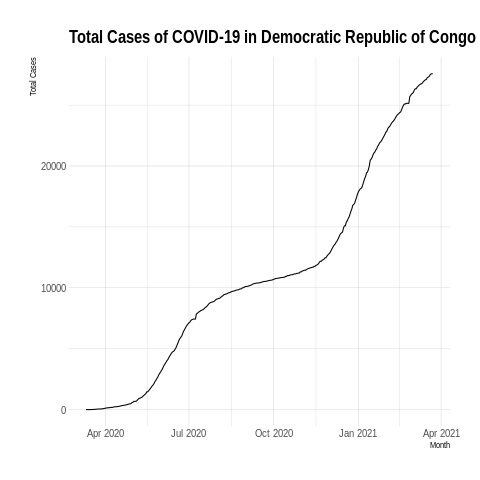 Total Cases of COVID-19 in Democratic Republic of Congo
Total Cases
20000
10000
0
Apr 2020 Jul 2020 Oct 2020 Jan 2021 Apr 2021
Month